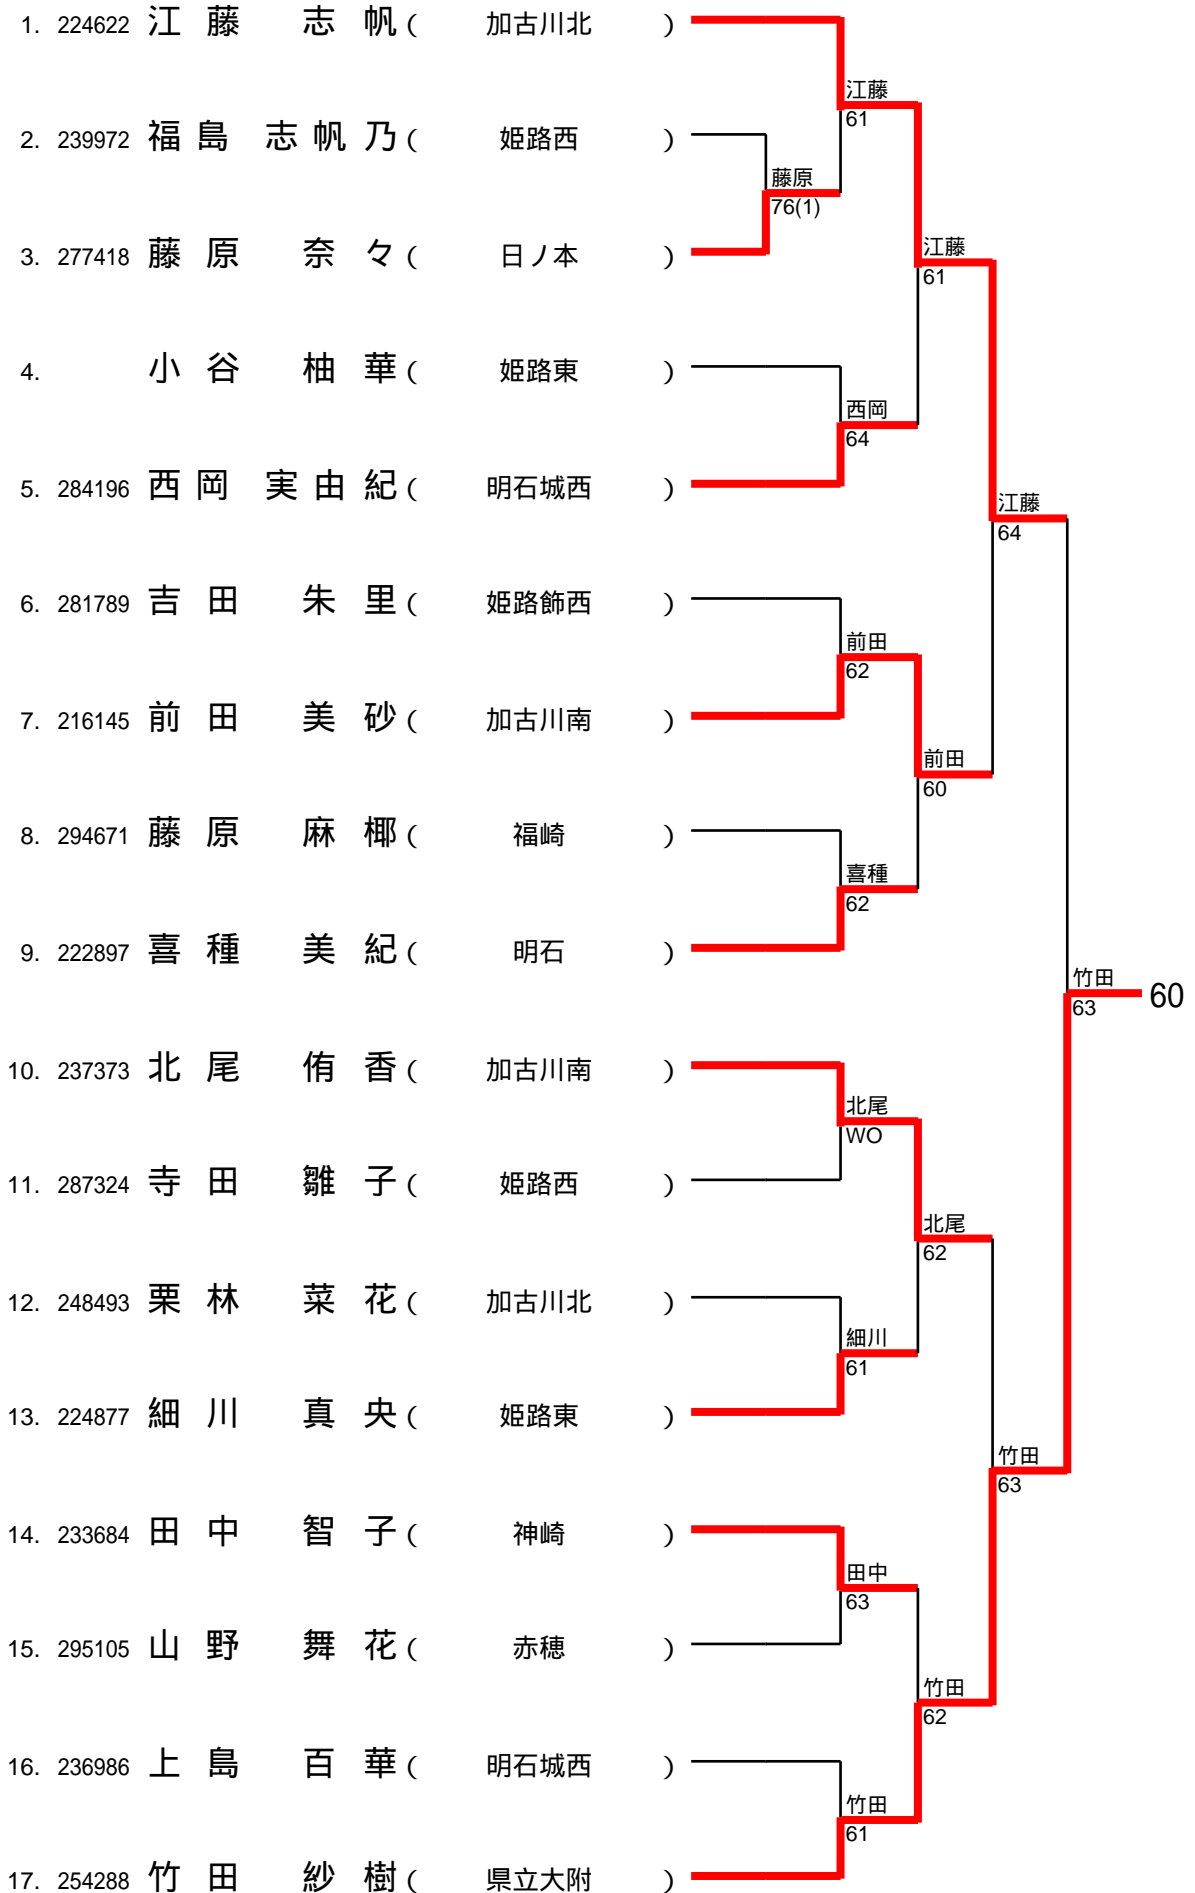 1. 224622 江藤 志帆 ( 加古川北 )
江藤
61
2. 239972 福島 志帆乃 ( 姫路西 )
藤原
76(1)
3. 277418 藤原 奈々 ( 日ノ本 )
江藤
61
4. 小谷 柚華 ( 姫路東 )
西岡
64
5. 284196 西岡 実由紀 ( 明石城西 )
江藤
64
6. 281789 吉田 朱里 ( 姫路飾西 )
前田
62
7. 216145 前田 美砂 ( 加古川南 )
前田
60
8. 294671 藤原 麻椰 ( 福崎 )
喜種
62
9. 222897 喜種 美紀 ( 明石 )
竹田
63
60
10. 237373 北尾 侑香 ( 加古川南 )
北尾
WO
11. 287324 寺田 雛子 ( 姫路西 )
北尾
62
12. 248493 栗林 菜花 ( 加古川北 )
細川
61
13. 224877 細川 真央 ( 姫路東 )
竹田
63
14. 233684 田中 智子 ( 神崎 )
田中
63
15. 295105 山野 舞花 ( 赤穂 )
竹田
62
16. 236986 上島 百華 ( 明石城西 )
竹田
61
17. 254288 竹田 紗樹 ( 県立大附 )